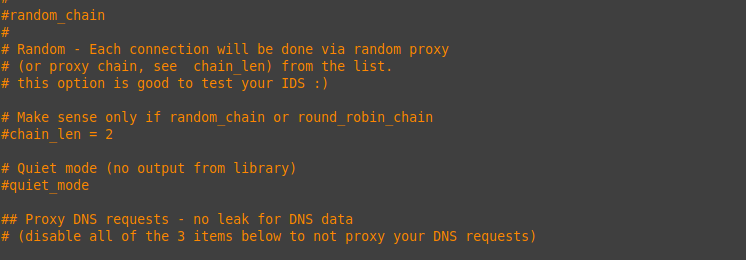 #
#random_chain
#
# Random - Each connection will be done via random proxy
# (or proxy chain, see  chain_len) from the list.
# this option is good to test your IDS :)

# Make sense only if random_chain or round_robin_chain
#chain_len = 2

# Quiet mode (no output from library)
#quiet_mode

## Proxy DNS requests - no leak for DNS data
# (disable all of the 3 items below to not proxy your DNS requests)